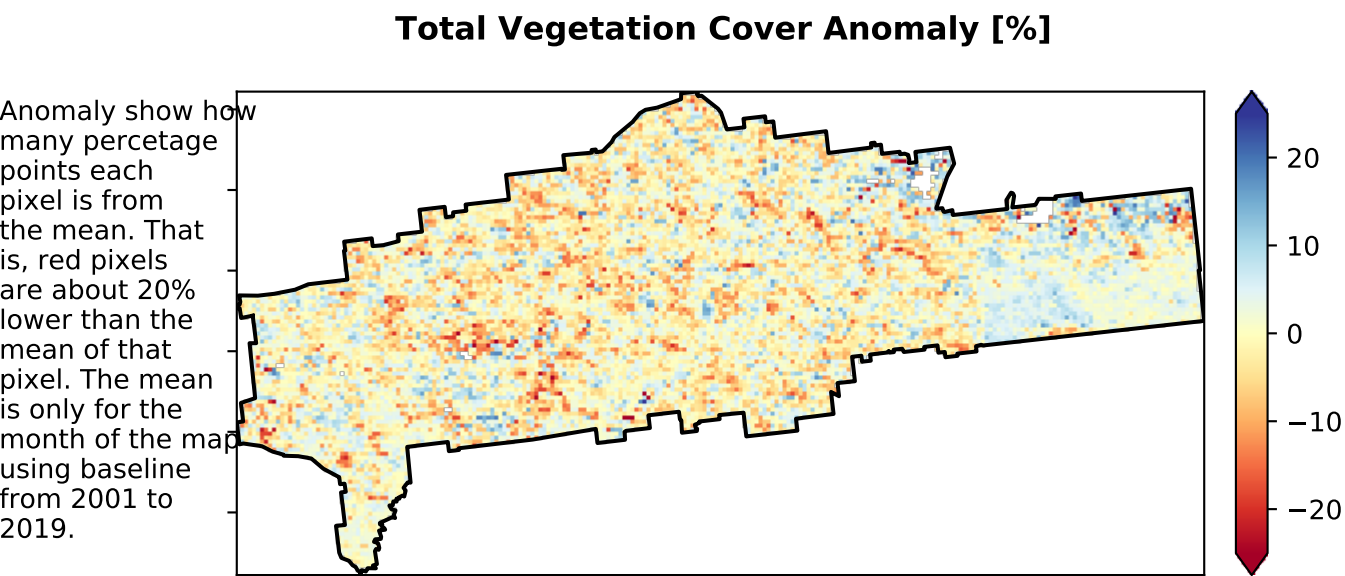 Total Vegetation Cover Anomaly [%]
Anomaly show how
many percetage
points each
pixel is from
the mean. That
is, red pixels
are about 20%
lower than the
mean of that
pixel. The mean
is only for the
month of the map
using baseline
from 2001 to
2019.
20
10
0
−10
−20